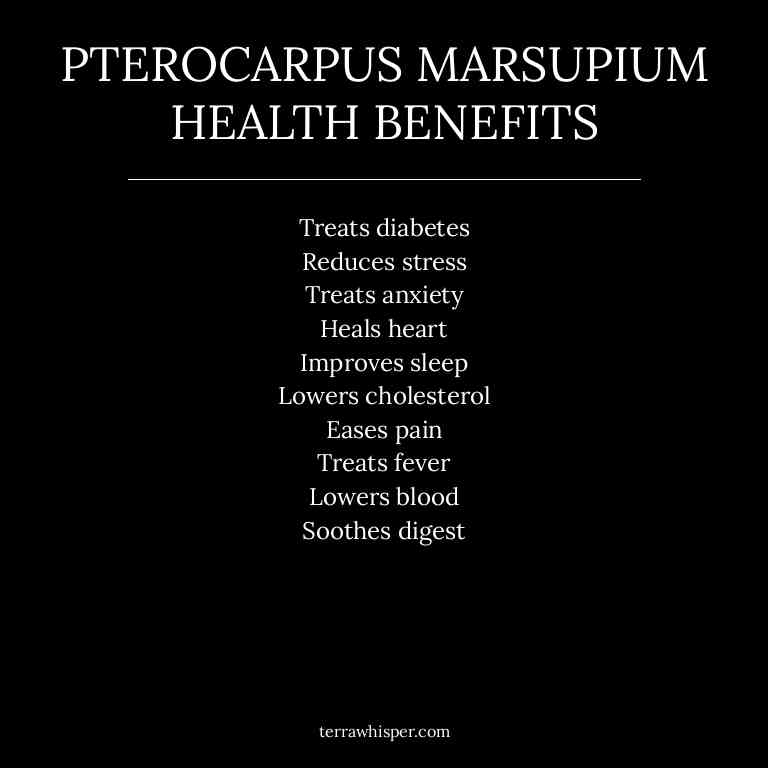 PTEROCARPUS MARSUPIUM
HEALTH BENEFITS
Treats diabetes
Reduces stress
Treats anxiety
Heals heart
Improves sleep
Lowers cholesterol
Eases pain
Treats fever
Lowers blood
Soothes digest
terrawhisper.com